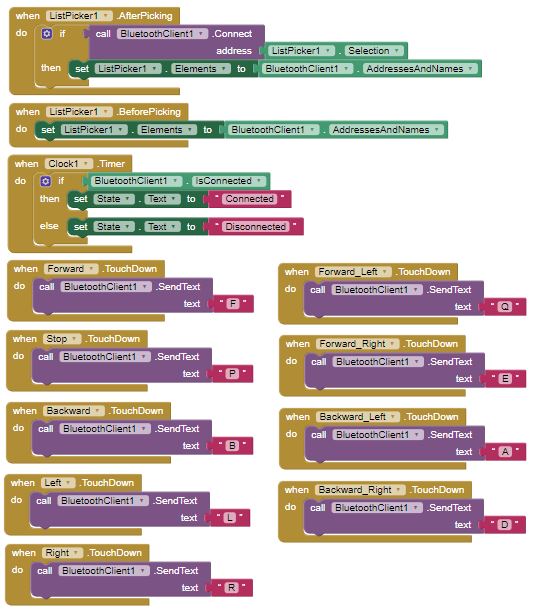 when ListPicker1 .AfterPicking
do if call BluetoothClient1 .Connect
address ListPicker1 . Selection
then set ListPicker1 . Elements to BluetoothClient1 . AddressesAndNames
when ListPicker1 .BeforePicking
do set ListPicker1 . Elements to BluetoothClient1 . AddressesAndNames
when Clock1 .Timer
do if BluetoothClient1 . IsConnected
then set State . Text to " Connected "
else set State . Text to " Disconnected "
when Forward .TouchDown
do call BluetoothClient1 .SendText
text " F "
when Stop .TouchDown
do call BluetoothClient1 .SendText
text " P "
when Backward .TouchDown
do call BluetoothClient1 .SendText
text " B "
when Left .TouchDown
do call BluetoothClient1 .SendText
text " L "
when Right .TouchDown
do call BluetoothClient1 .SendText
text " R "
when Forward_Left .TouchDown
do call BluetoothClient1 .SendText
text " Q "
when Forward_Right .TouchDown
do call BluetoothClient1 .SendText
text " E "
when Backward_Left .TouchDown
do call BluetoothClient1 .SendText
text " A "
when Backward_Right .TouchDown
do call BluetoothClient1 .SendText
text " D "